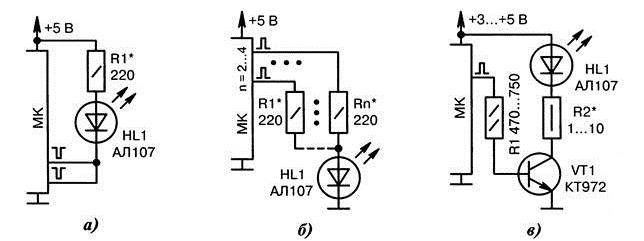 +5 В
R1*
220
МК
HL1
АЛ107
а)
+5 В
n = 2...4
МК
R1*
220
Rn*
220
HL1
АЛ107
б)
+3...+5 В
МК
R1 470...750
HL1
АЛ107
R2*
1...10
VT1
КТ972
в)